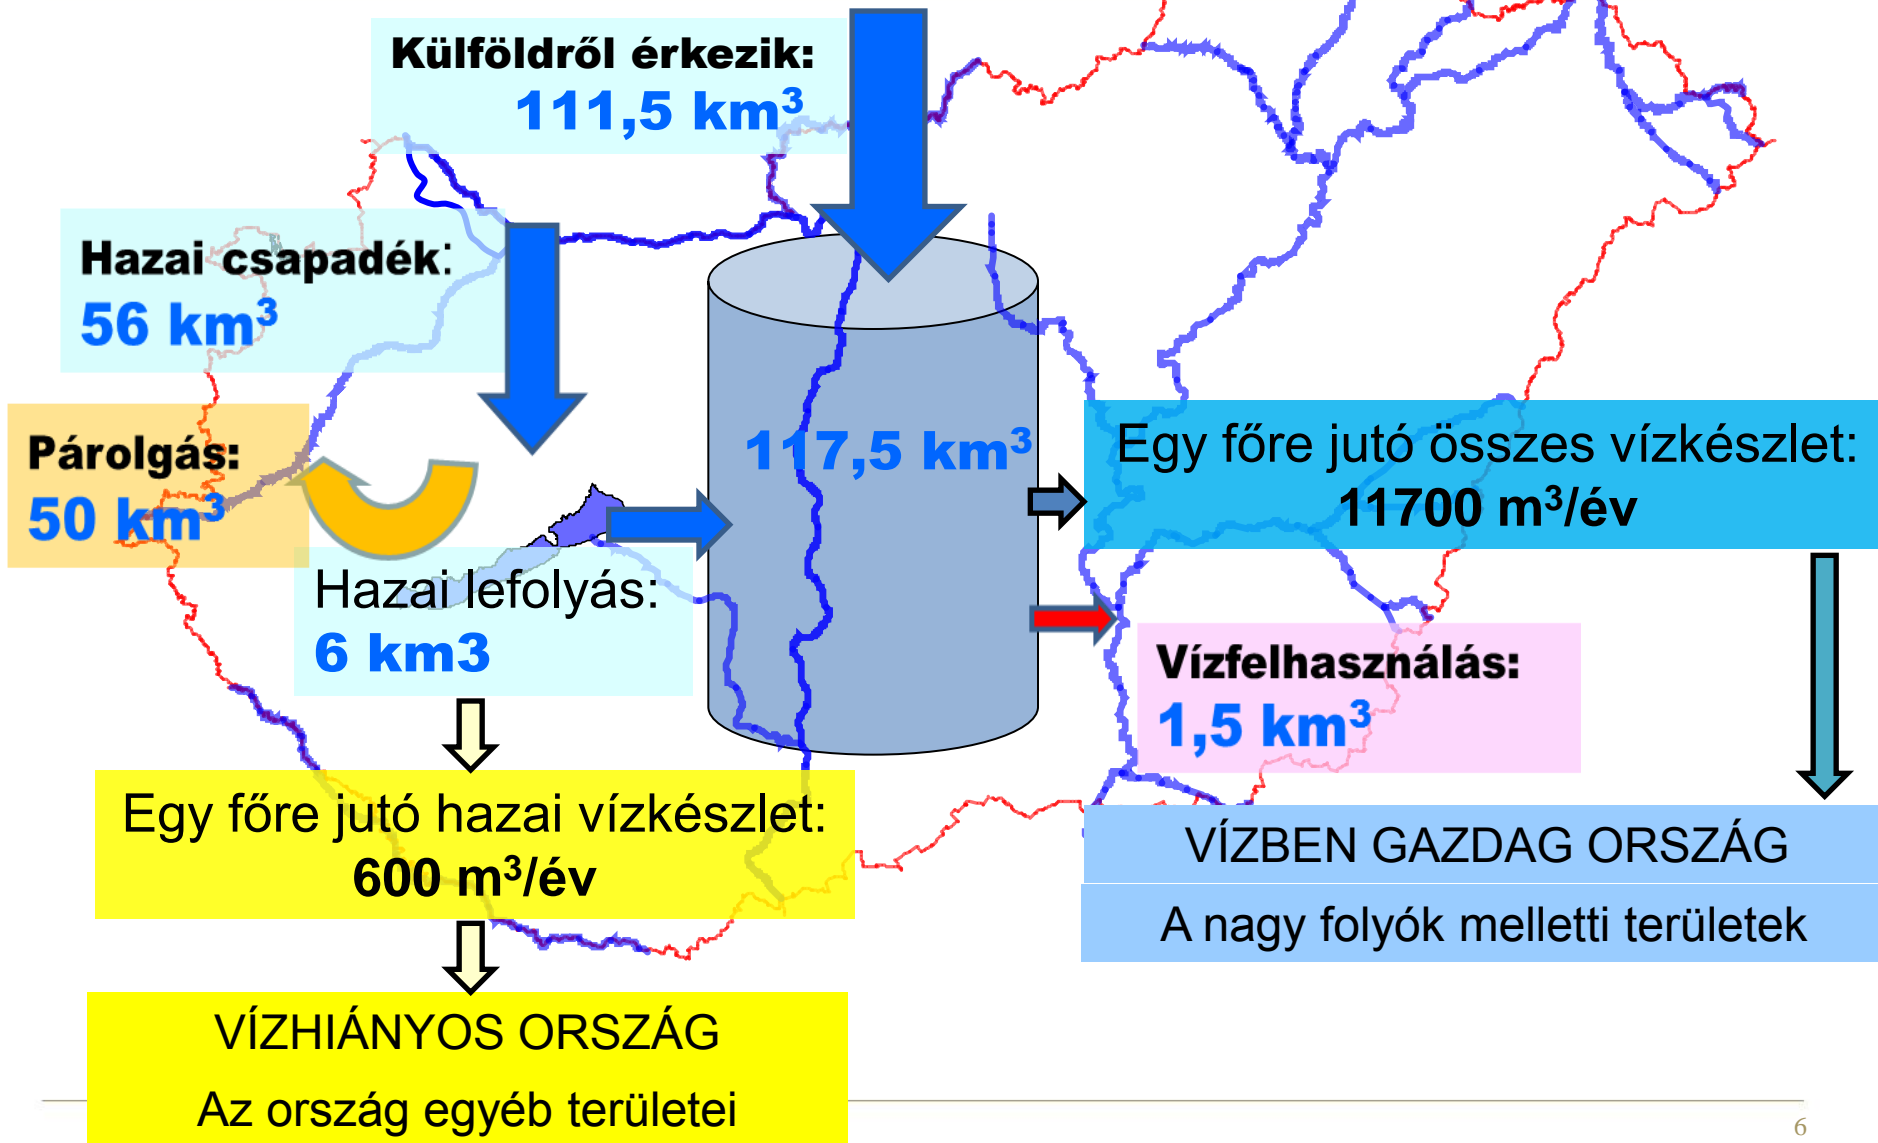 Külföldről érkezik:
111,5 km³
Hazai csapadék:
56 km³
Párolgás:
50 km³
117,5 km³
Egy főre jutó összes vízkészlet:
11700 m³/év
Hazai lefolyás:
6 km3
Vízfelhasználás:
1,5 km³
Egy főre jutó hazai vízkészlet:
600 m³/év
VÍZBEN GAZDAG ORSZÁG
A nagy folyók melletti területek
VÍZHIÁNYOS ORSZÁG
Az ország egyéb területei
6